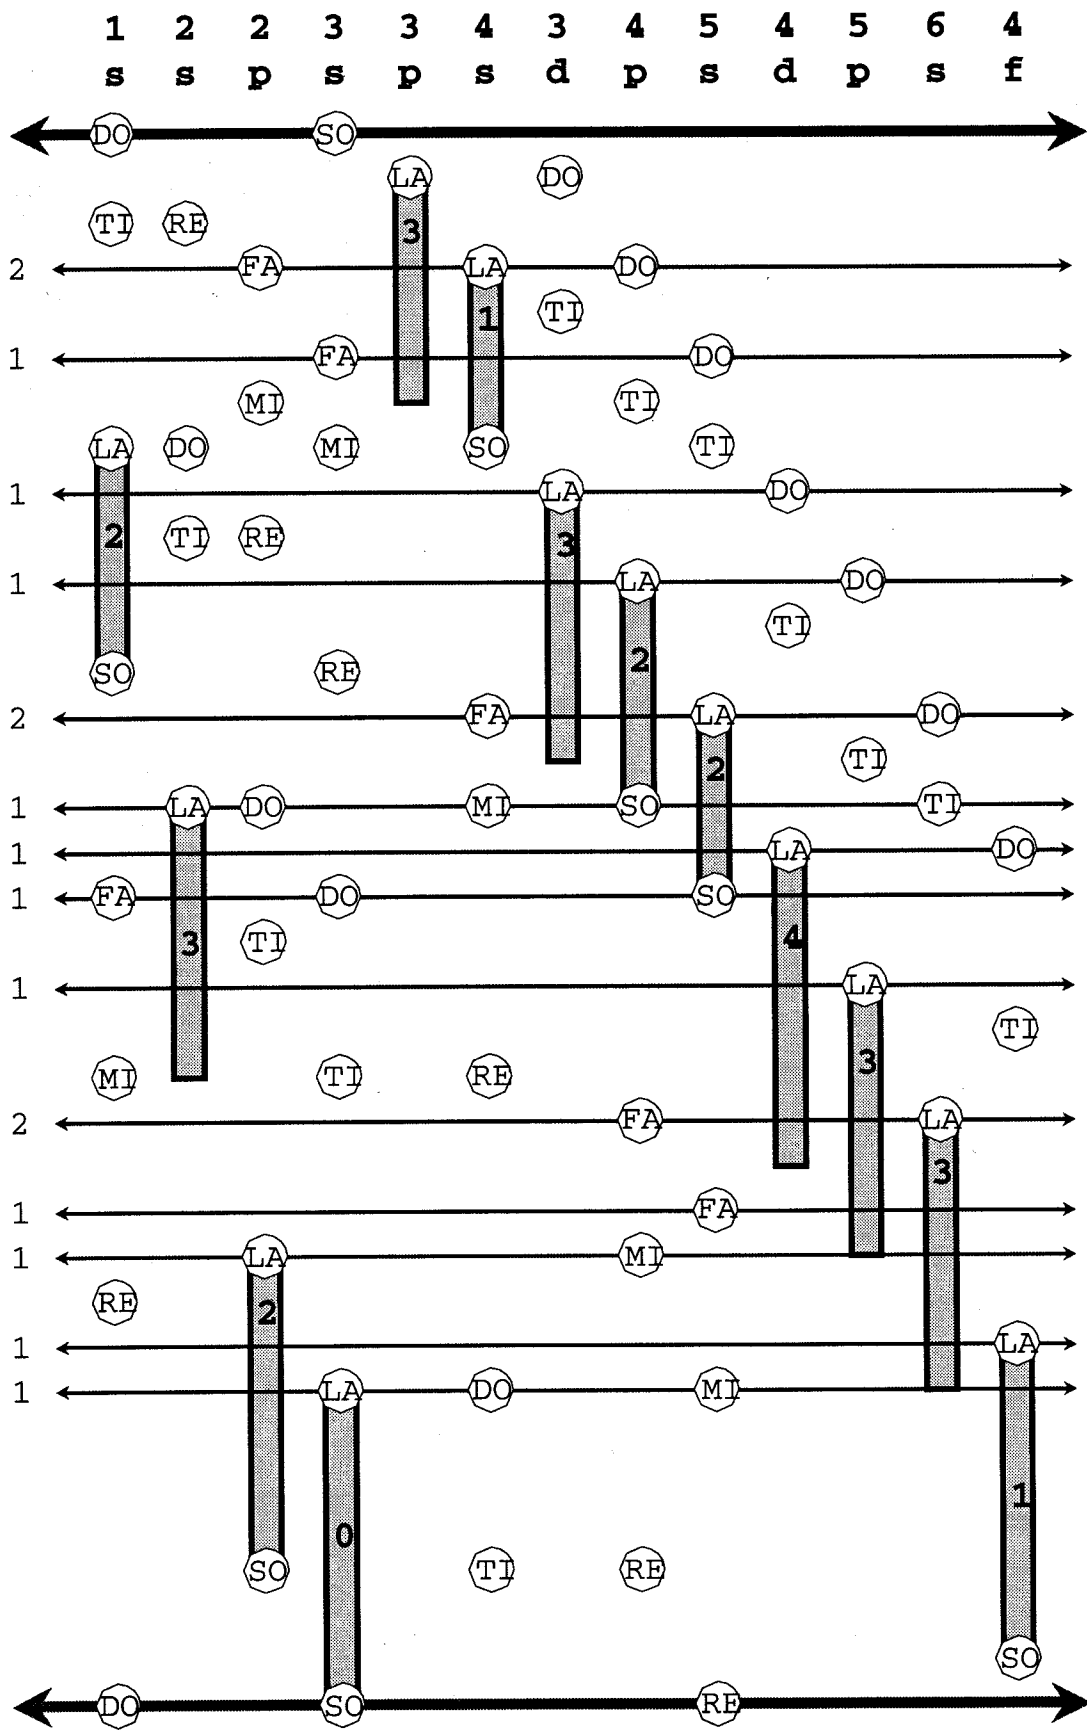 1 2 2 3 3 4 3 4 5 4 5 6 4
s s p s p s d p s d p s f
DO SO
LA DO
TI RE 3
2 FA LA DO
1 TI
1 FA DO
MI TI
LA DO MI SO TI
1 LA DO
2 TI RE 3
1 LA DO
TI
2
SO RE
2 FA LA DO
2 TI
1 LA DO MI SO TI
1 LA DO
1 FA DO SO
3 TI 4
1 LA
TI
3
MI TI RE
2 FA LA
3
1 FA
1 LA MI
RE 2
1 LA
1 LA DO MI
1
0
SO TI RE
SO
DO SO RE